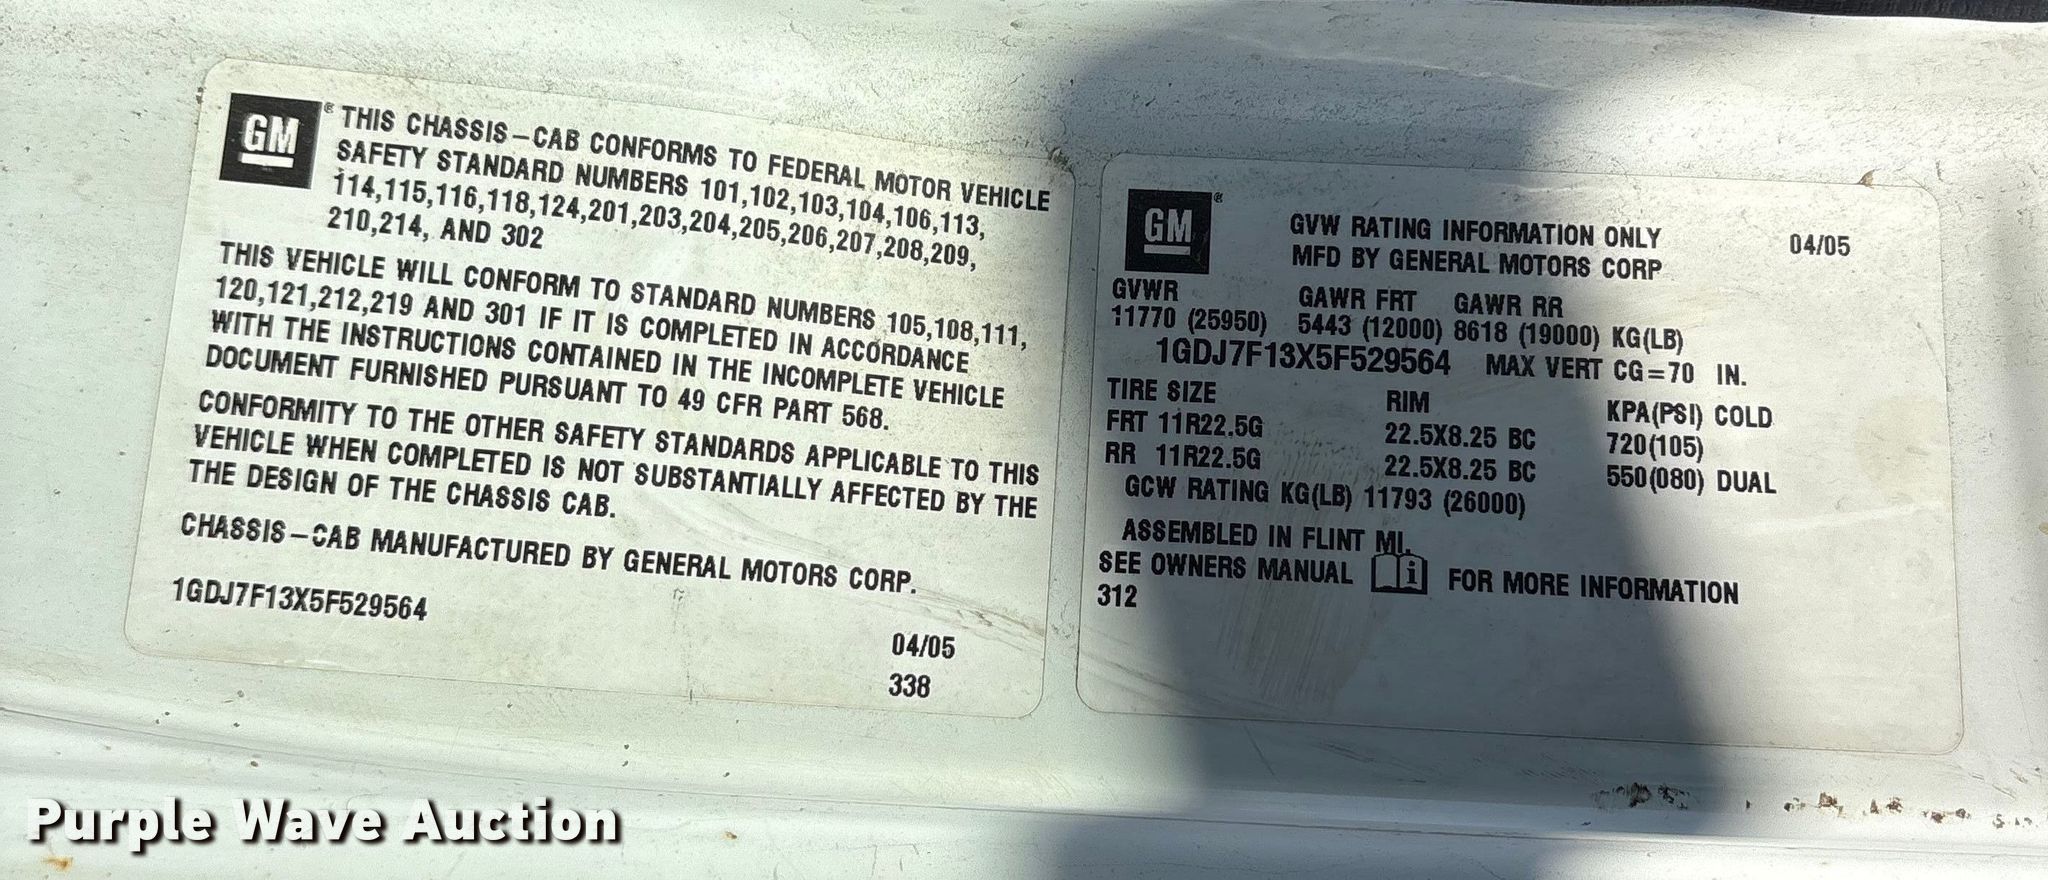 GM ® THIS CHASSIS-CAB CONFORMS TO FEDERAL MOTOR VEHICLE
SAFETY STANDARD NUMBERS 101,102,103,104,106,113,
114,115,116,118,124,201,203,204,205,206,207,208,209,
210,214, AND 302
THIS VEHICLE WILL CONFORM TO STANDARD NUMBERS 105,108,111,
120,121,212,219 AND 301 IF IT IS COMPLETED IN ACCORDANCE
WITH THE INSTRUCTIONS CONTAINED IN THE INCOMPLETE VEHICLE
DOCUMENT FURNISHED PURSUANT TO 49 CFR PART 568.
CONFORMITY TO THE OTHER SAFETY STANDARDS APPLICABLE TO THIS
VEHICLE WHEN COMPLETED IS NOT SUBSTANTIALLY AFFECTED BY THE
THE DESIGN OF THE CHASSIS CAB.
CHASSIS-CAB MANUFACTURED BY GENERAL MOTORS CORP.
1GDJ7F13X5F529564
04/05
338
GM ® GVW RATING INFORMATION ONLY 04/05
MFD BY GENERAL MOTORS CORP
GVWR GAWR FRT GAWR RR
11770 (25950) 5443 (12000) 8618 (19000) KG(LB)
1GDJ7F13X5F529564 MAX VERT CG=70 IN.
TIRE SIZE RIM KPA(PSI) COLD
FRT 11R22.5G 22.5X8.25 BC 720(105)
RR 11R22.5G 22.5X8.25 BC 550(080) DUAL
GCW RATING KG(LB) 11793 (26000)
ASSEMBLED IN FLINT MI.
SEE OWNERS MANUAL i FOR MORE INFORMATION
312
Purple Wave Auction